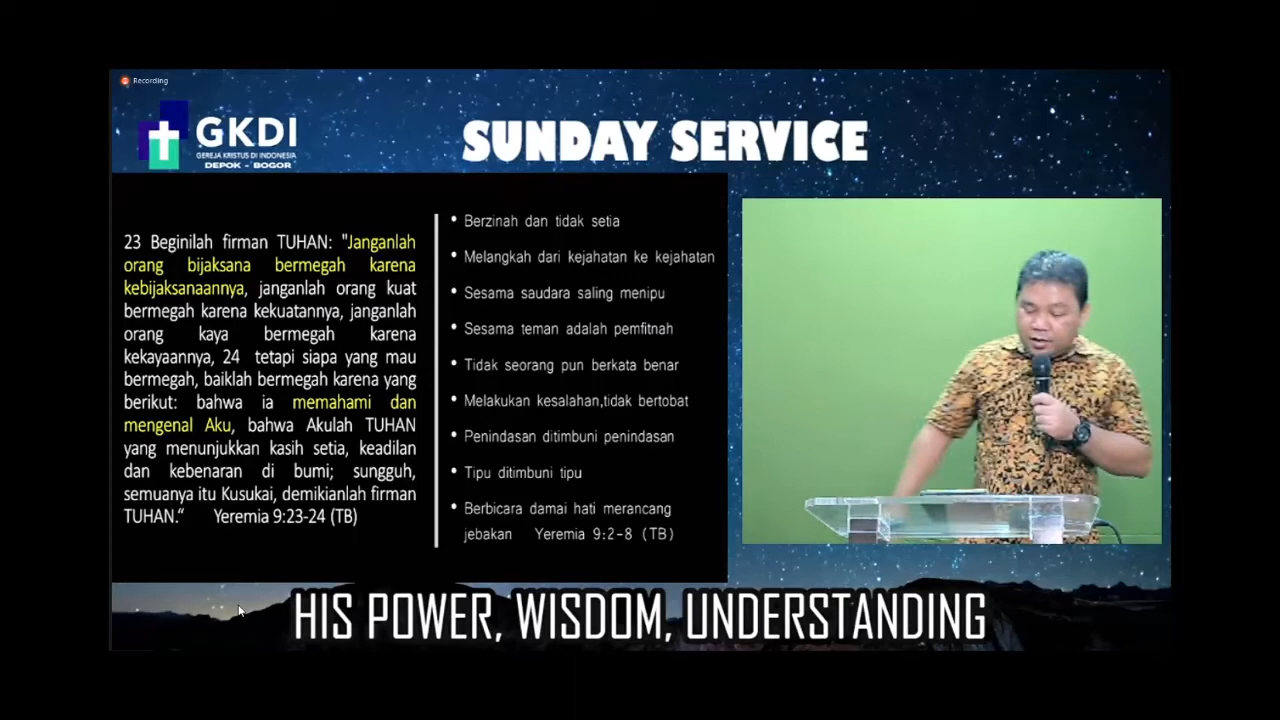 Recording
GKDI
GEREJA KRISTUS DI INDONESIA
DEPOK - BOGOR
SUNDAY SERVICE
23 Beginilah firman TUHAN: "Janganlah
orang bijaksana bermegah karena
kebijaksanaannya, janganlah orang kuat
bermegah karena kekuatannya, janganlah
orang kaya bermegah karena
kekayaannya, 24 tetapi siapa yang mau
bermegah, baiklah bermegah karena yang
berikut: bahwa ia memahami dan
mengenal Aku, bahwa Akulah TUHAN
yang menunjukkan kasih setia, keadilan
dan kebenaran di bumi; sungguh,
semuanya itu Kusukai, demikianlah firman
TUHAN.“ Yeremia 9:23-24 (TB)
• Berzinah dan tidak setia
• Melangkah dari kejahatan ke kejahatan
• Sesama saudara saling menipu
• Sesama teman adalah pemfitnah
• Tidak seorang pun berkata benar
• Melakukan kesalahan,tidak bertobat
• Penindasan ditimbuni penindasan
• Tipu ditimbuni tipu
• Berbicara damai hati merancang
jebakan Yeremia 9:2-8 (TB)
HIS POWER, WISDOM, UNDERSTANDING